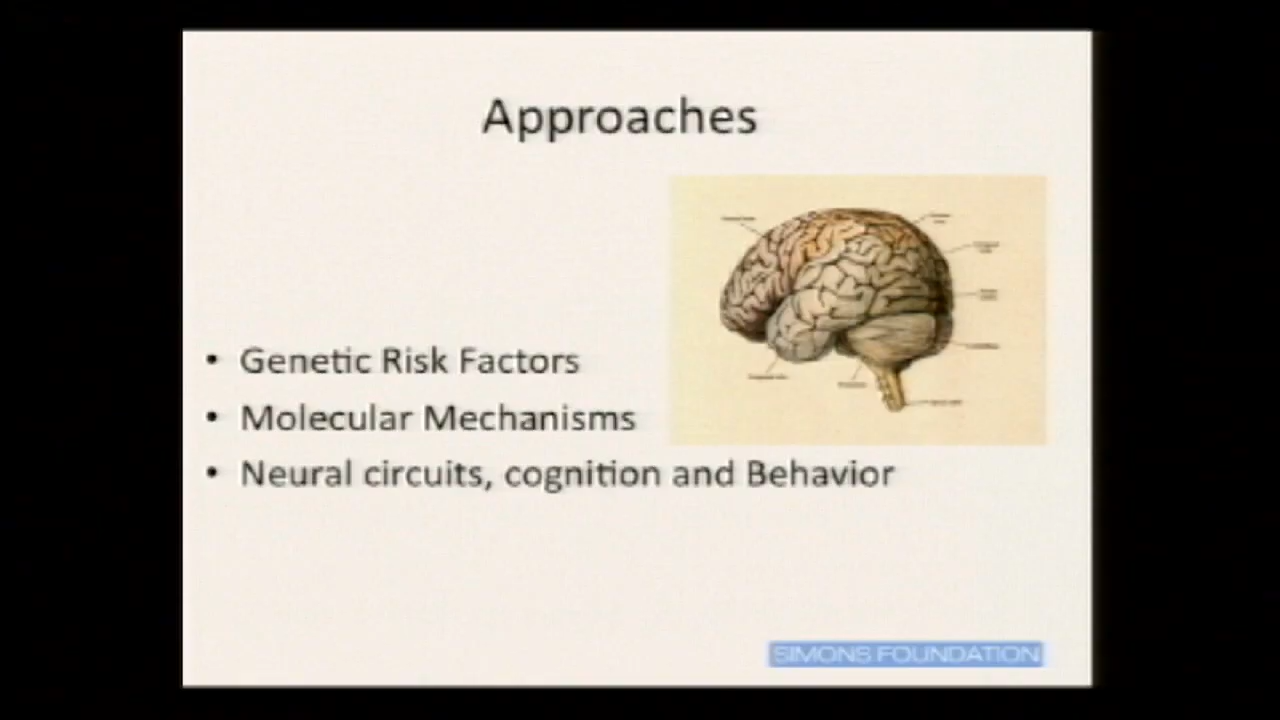 Approaches
• Genetic Risk Factors
• Molecular Mechanisms
• Neural circuits, cognition and Behavior
SIMONS FOUNDATION